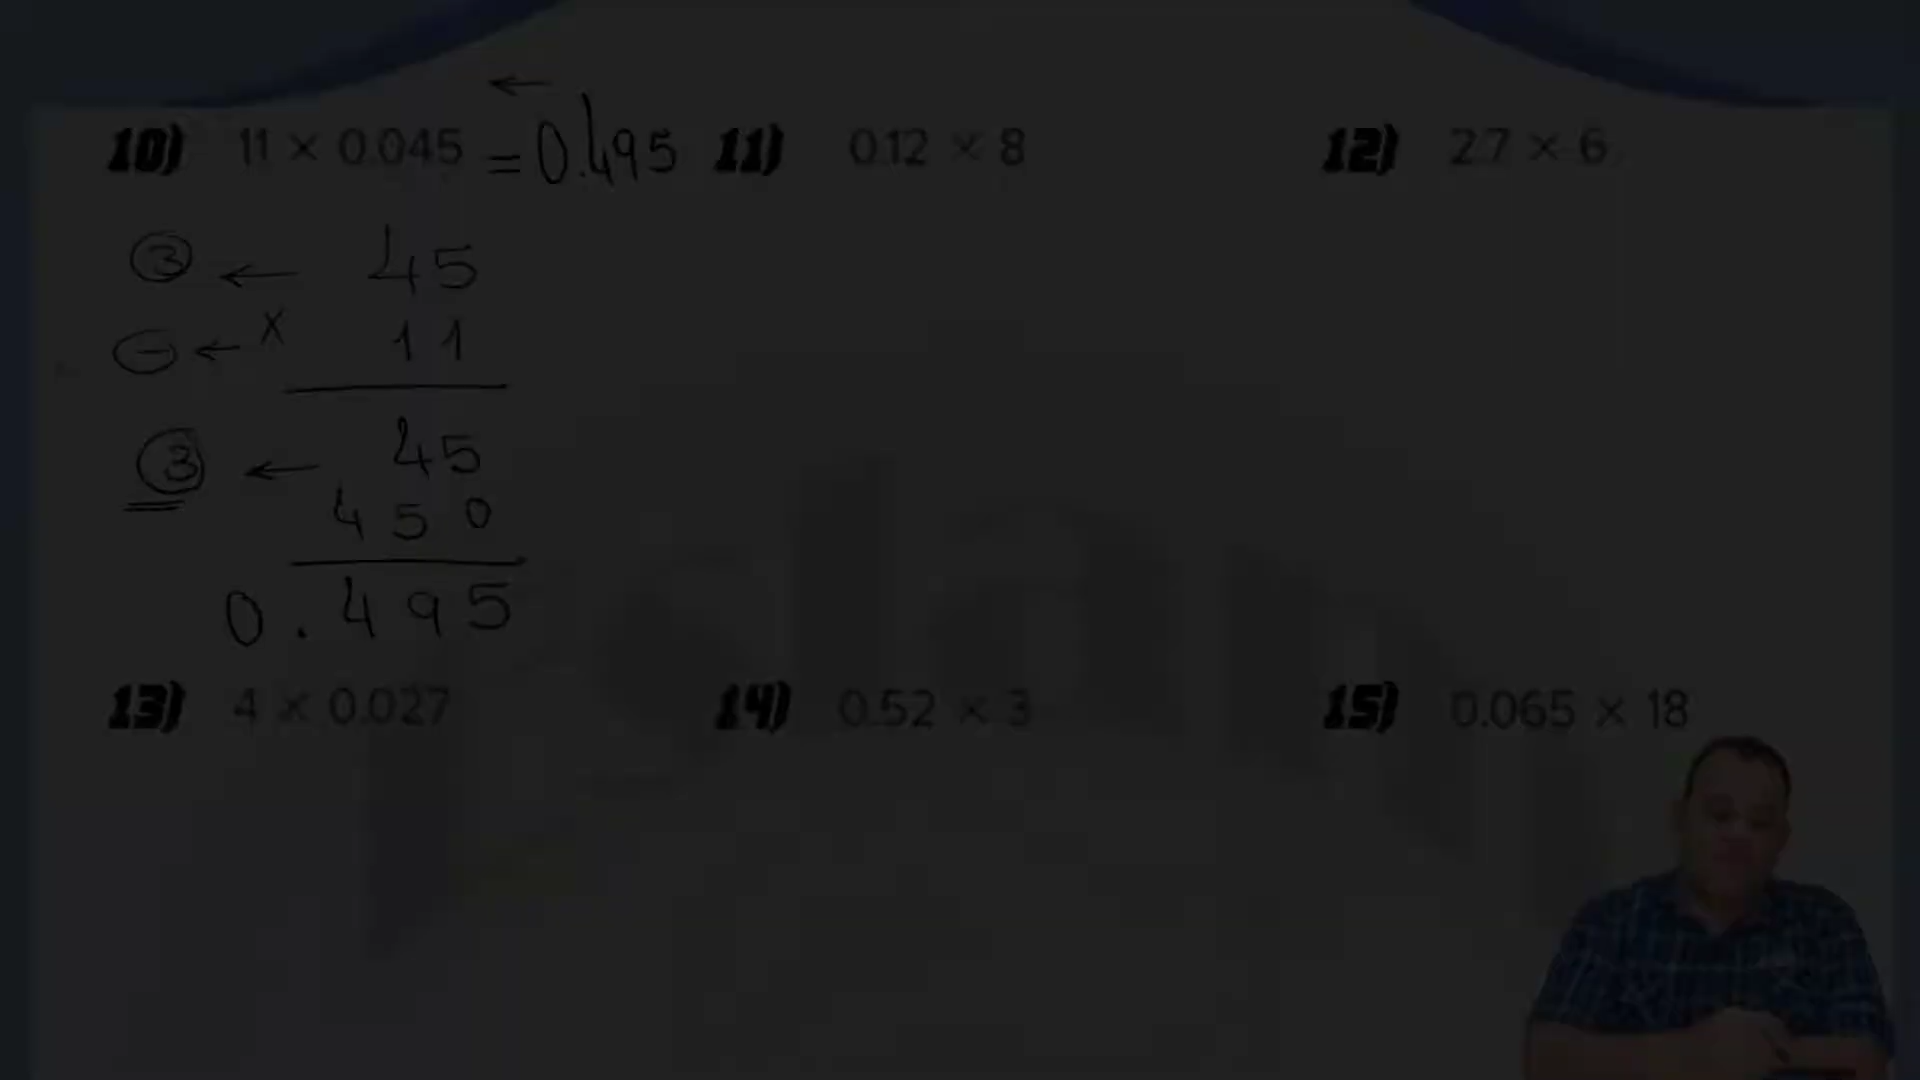 10) 11 × 0.045 = 0.495
←
11) 0.12 × 8
12) 2.7 × 6
③ ← 45
⊖ ← × 11
45
③ ← 450
0.495
13) 4 × 0.027
14) 0.52 × 3
15) 0.065 × 18